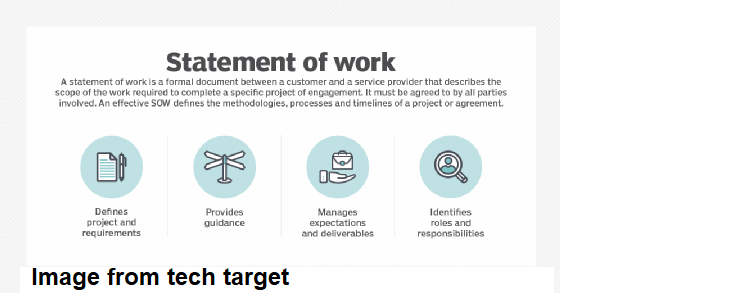 Statement of work
A statement of work is a formal document between a customer and a service provider that describes the
scope of the work required to complete a specific project of engagement. It must be agreed to by all parties
involved. An effective SOW defines the methodologies, processes and timelines of a project or agreement.
Defines
project and
requirements
Provides
guidance
Manages
expectations
and deliverables
Identifies
roles and
responsibilities
Image from tech target